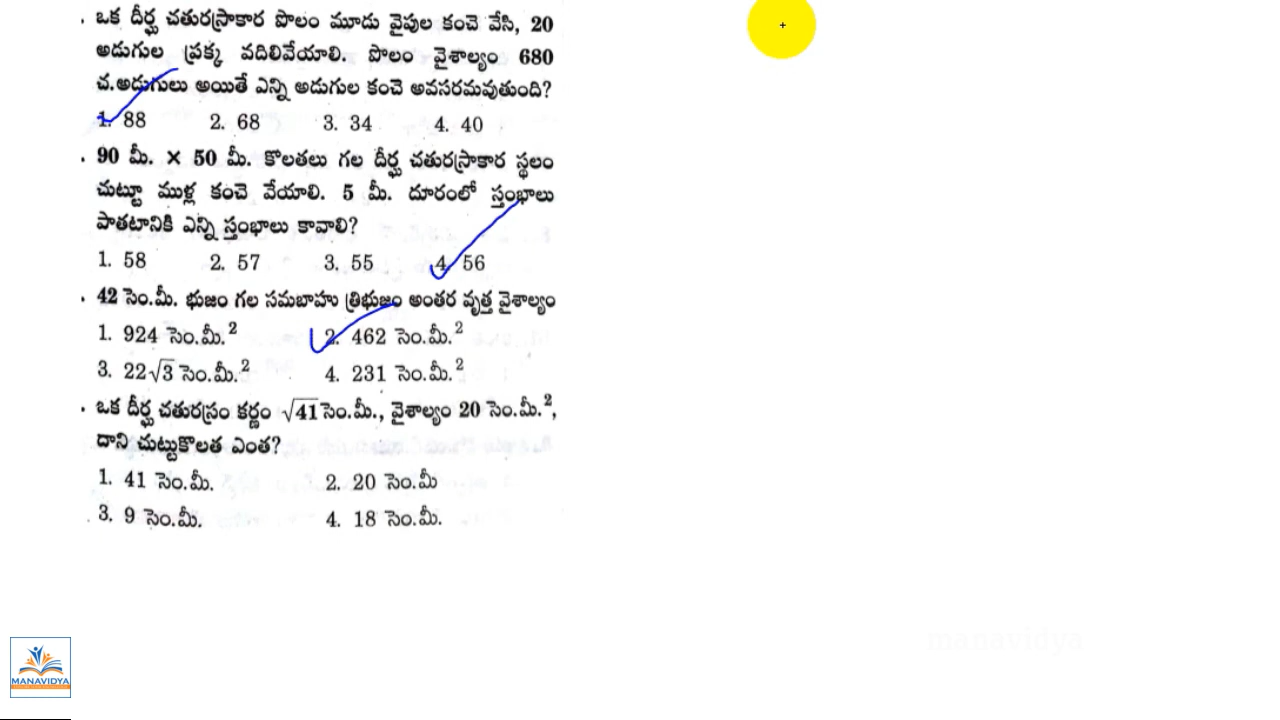 . ఒక దీర్ఘ చతురస్రాకార పొలం మూడు వైపుల కంచె వేసి, 20
అడుగుల ప్రక్క వదిలివేయాలి. పొలం వైశాల్యం 680
చ.అడుగులు అయితే ఎన్ని అడుగుల కంచె అవసరమవుతుంది?
1. 88 2. 68 3. 34 4. 40
. 90 మీ. × 50 మీ. కొలతలు గల దీర్ఘ చతురస్రాకార స్థలం
చుట్టూ ముళ్ల కంచె వేయాలి. 5 మీ. దూరంలో స్తంభాలు
పాతటానికి ఎన్ని స్తంభాలు కావాలి?
1. 58 2. 57 3. 55 4. 56
. 42 సెం.మీ. భుజం గల సమబాహు త్రిభుజం అంతర వృత్త వైశాల్యం
1. 924 సెం.మీ.² 2. 462 సెం.మీ.²
3. 22√3 సెం.మీ.² 4. 231 సెం.మీ.²
. ఒక దీర్ఘ చతురస్రం కర్ణం √41 సెం.మీ., వైశాల్యం 20 సెం.మీ.²,
దాని చుట్టుకొలత ఎంత?
1. 41 సెం.మీ. 2. 20 సెం.మీ
3. 9 సెం.మీ. 4. 18 సెం.మీ.
manavidya
MANAVIDYA